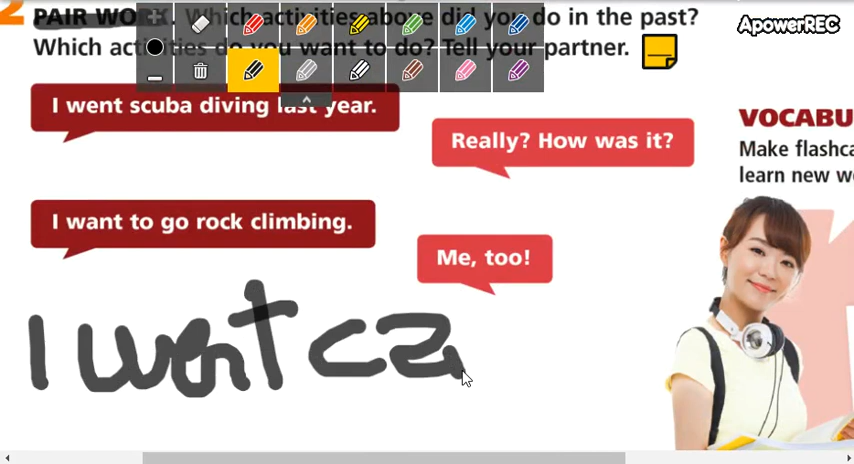 2 PAIR WORK. Which activities above did you do in the past?
Which activities do you want to do? Tell your partner.
ApowerREC
I went scuba diving last year.
Really? How was it?
VOCABU
Make flashca
learn new w
I want to go rock climbing.
Me, too!
I went ca